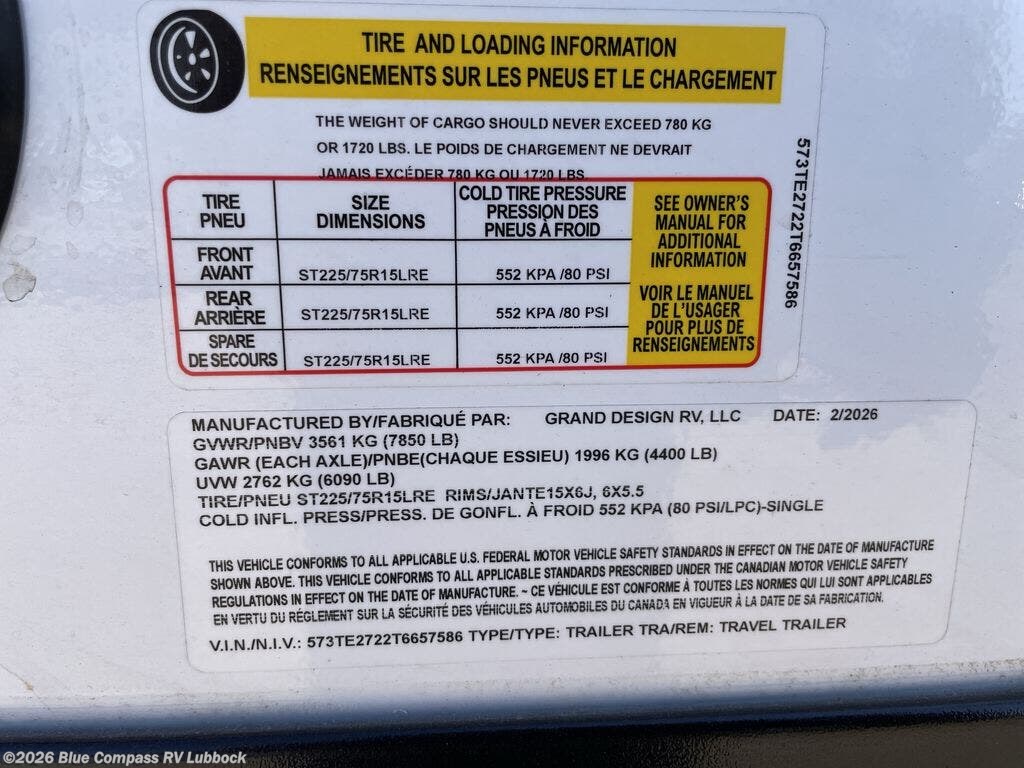 TIRE AND LOADING INFORMATION
RENSEIGNEMENTS SUR LES PNEUS ET LE CHARGEMENT
THE WEIGHT OF CARGO SHOULD NEVER EXCEED 780 KG
OR 1720 LBS. LE POIDS DE CHARGEMENT NE DEVRAIT
JAMAIS EXCÉDER 780 KG OU 1720 LBS
TIRE
PNEU
SIZE
DIMENSIONS
COLD TIRE PRESSURE
PRESSION DES
PNEUS À FROID
FRONT
AVANT
ST225/75R15LRE
552 KPA /80 PSI
REAR
ARRIÈRE
ST225/75R15LRE
552 KPA /80 PSI
SPARE
DE SECOURS
ST225/75R15LRE
552 KPA /80 PSI
SEE OWNER'S
MANUAL FOR
ADDITIONAL
INFORMATION
VOIR LE MANUEL
DE L'USAGER
POUR PLUS DE
RENSEIGNEMENTS
573TE2722T6657586
MANUFACTURED BY/FABRIQUÉ PAR: GRAND DESIGN RV, LLC DATE: 2/2026
GVWR/PNBV 3561 KG (7850 LB)
GAWR (EACH AXLE)/PNBE(CHAQUE ESSIEU) 1996 KG (4400 LB)
UVW 2762 KG (6090 LB)
TIRE/PNEU ST225/75R15LRE RIMS/JANTE15X6J, 6X5.5
COLD INFL. PRESS/PRESS. DE GONFL. À FROID 552 KPA (80 PSI/LPC)-SINGLE
THIS VEHICLE CONFORMS TO ALL APPLICABLE U.S. FEDERAL MOTOR VEHICLE SAFETY STANDARDS IN EFFECT ON THE DATE OF MANUFACTURE
SHOWN ABOVE. THIS VEHICLE CONFORMS TO ALL APPLICABLE STANDARDS PRESCRIBED UNDER THE CANADIAN MOTOR VEHICLE SAFETY
REGULATIONS IN EFFECT ON THE DATE OF MANUFACTURE. ~ CE VÉHICULE EST CONFORME À TOUTES LES NORMES QUI LUI SONT APPLICABLES
EN VERTU DU RÉGLEMENT SUR LA SÉCURITÉ DES VÉHICULES AUTOMOBILES DU CANADA EN VIGUEUR À LA DATE DE SA FABRICATION.
V.I.N./N.I.V.: 573TE2722T6657586 TYPE/TYPE: TRAILER TRA/REM: TRAVEL TRAILER
©2026 Blue Compass RV Lubbock